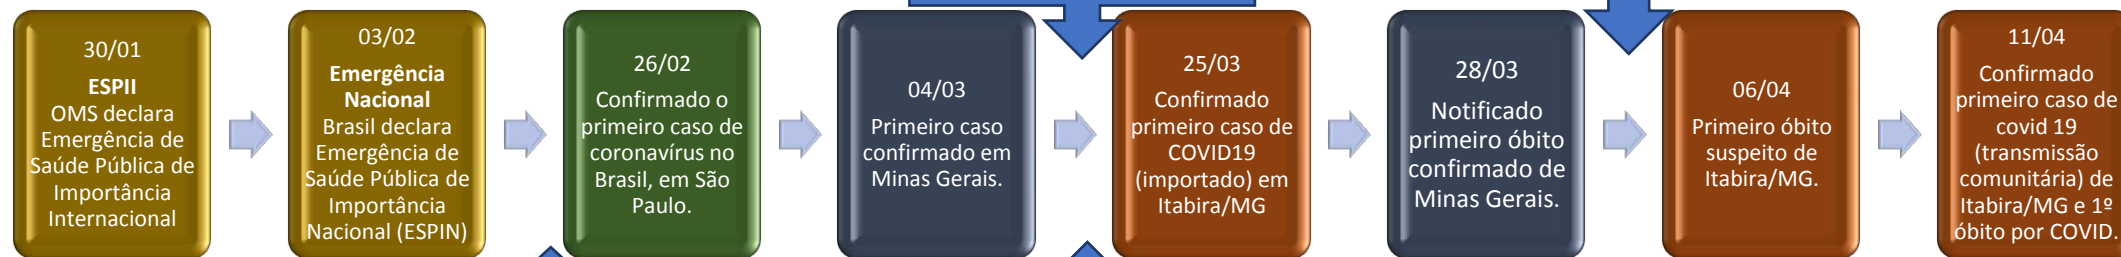 30/01
ESPII
OMS declara
Emergência de
Saúde Pública de
Importância
Internacional
03/02
Emergência
Nacional
Brasil declara
Emergência de
Saúde Pública de
Importância
Nacional (ESPIN)
26/02
Confirmado o
primeiro caso de
coronavírus no
Brasil, em São
Paulo.
04/03
Primeiro caso
confirmado em
Minas Gerais.
25/03
Confirmado
primeiro caso de
COVID19
(importado) em
Itabira/MG
28/03
Notificado
primeiro óbito
confirmado de
Minas Gerais.
06/04
Primeiro óbito
suspeito de
Itabira/MG.
11/04
Confirmado
primeiro caso de
covid 19
(transmissão
comunitária) de
Itabira/MG e 1º
óbito por COVID.